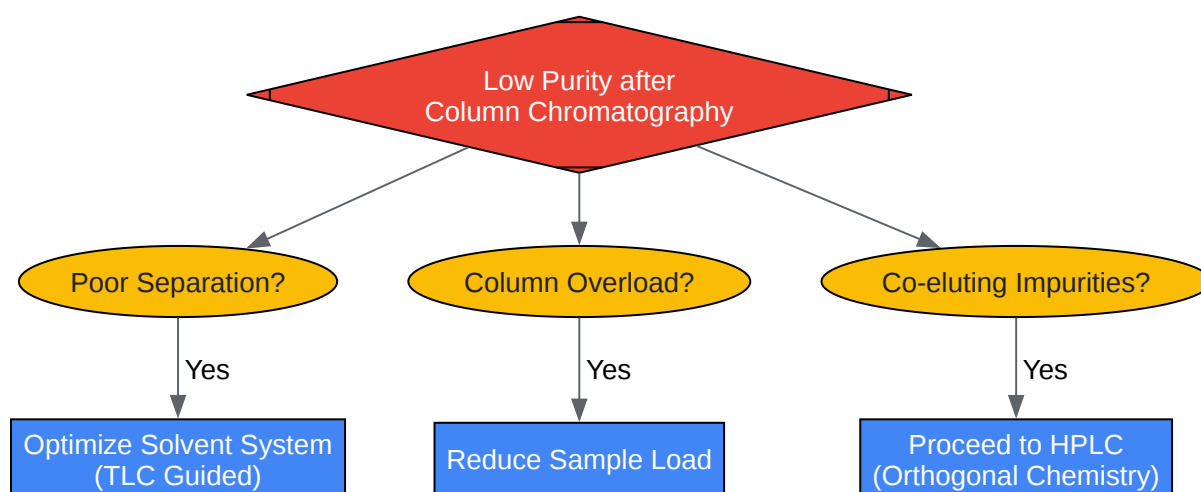 Low Purity after
Column Chromatography
Poor Separation?
Column Overload?
Co-eluting Impurities?
Yes
Yes
Yes
Optimize Solvent System
(TLC Guided)
Reduce Sample Load
Proceed to HPLC
(Orthogonal Chemistry)